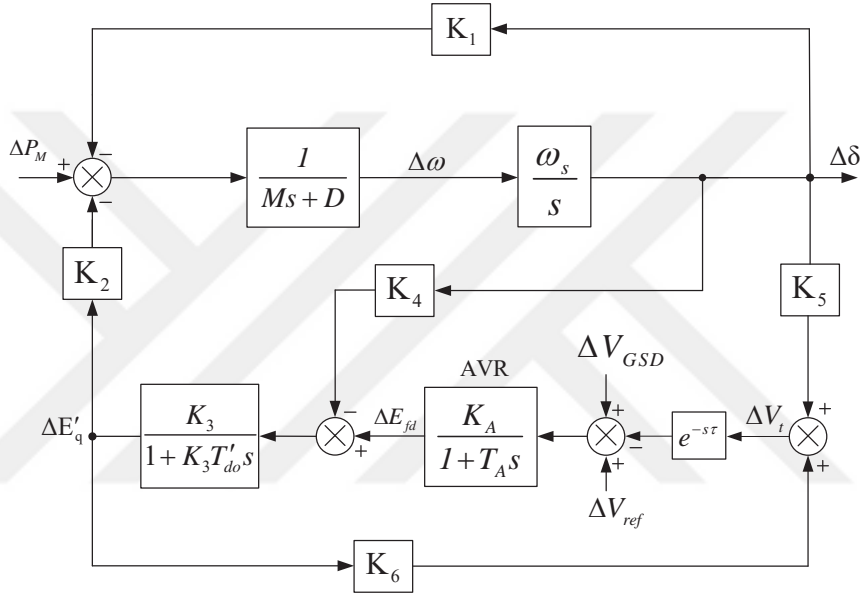 K₁
ΔP_M + − −
1 / (Ms + D)
Δω
ω_s / s
Δδ
K₂
K₄
K₅
ΔV_GSD
AVR
ΔE′_q
K₃ / (1 + K₃T′_do s)
− +
ΔE_fd
K_A / (1 + T_A s)
+ − +
e^{−sτ}
ΔV_t
+ +
ΔV_ref
K₆